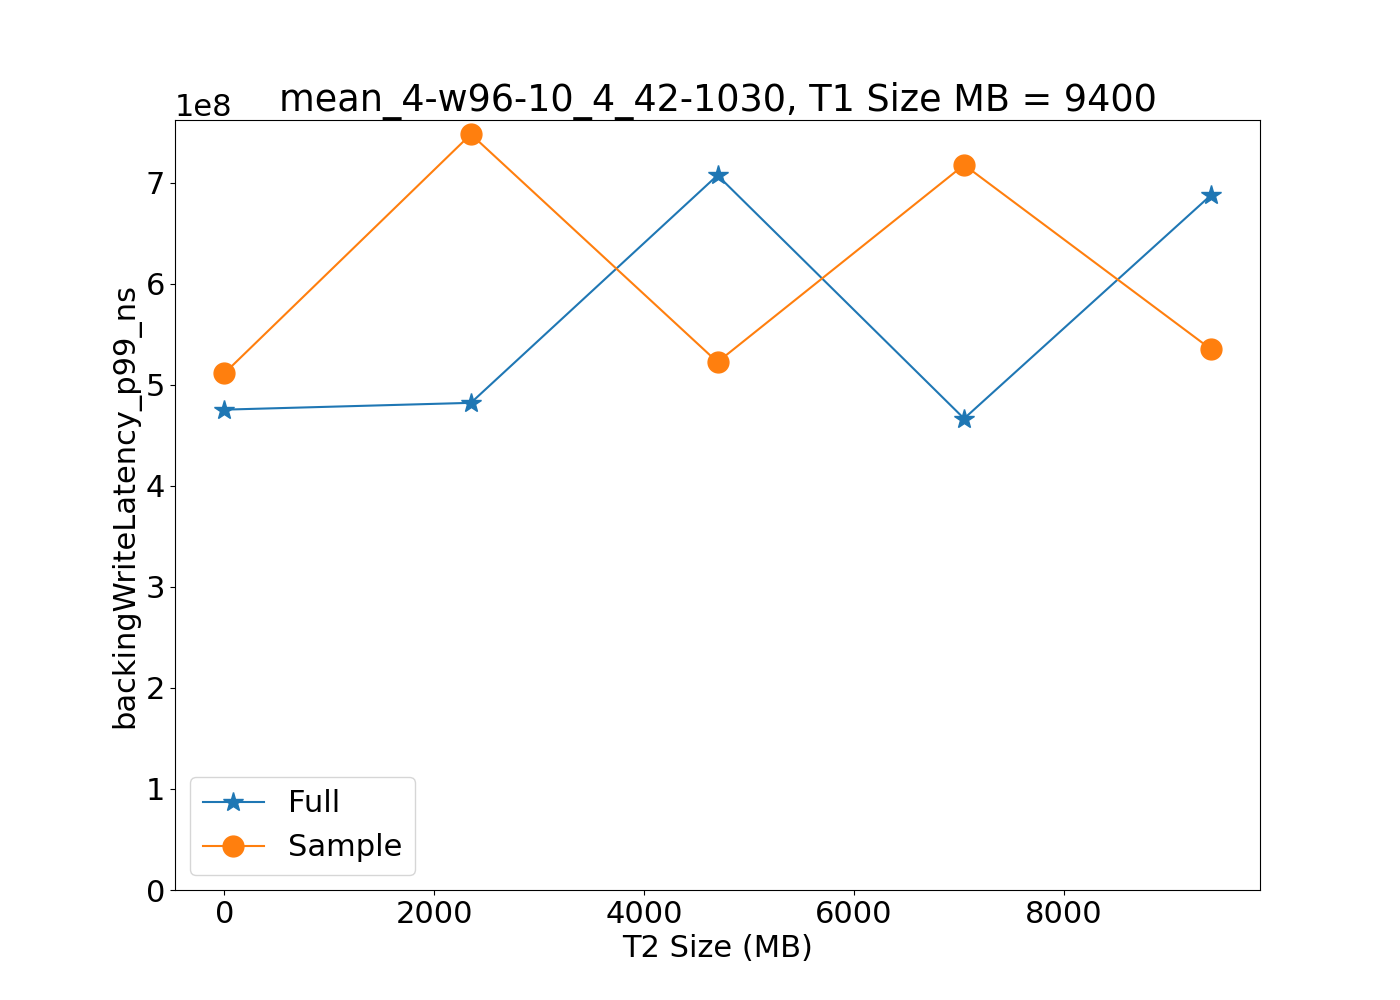 1e8
mean_4-w96-10_4_42-1030, T1 Size MB = 9400
backingWriteLatency_p99_ns
7
6
5
4
3
2
1
0
Full
Sample
0 2000 4000 6000 8000
T2 Size (MB)